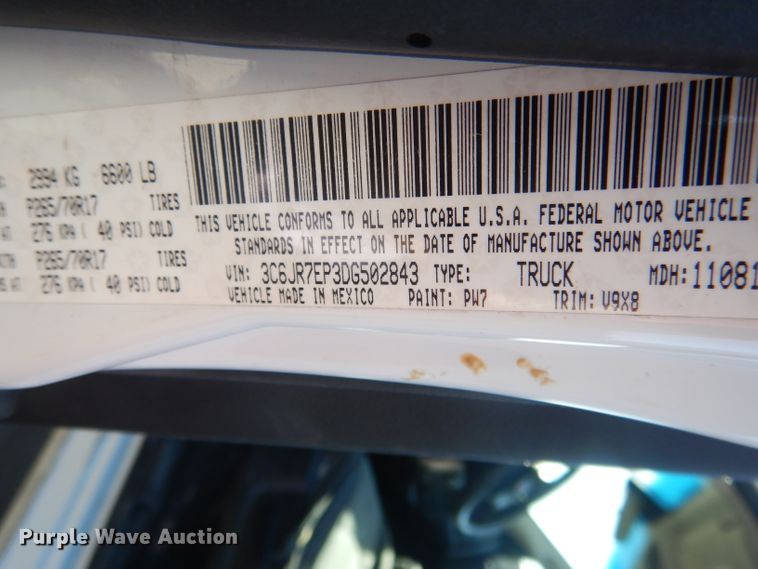 2994 KG 6600 LB
P265/70R17 TIRES
AT 276 KPA ( 40 PSI) COLD
P265/70R17 TIRES
AT 276 KPA ( 40 PSI) COLD
THIS VEHICLE CONFORMS TO ALL APPLICABLE U.S.A. FEDERAL MOTOR VEHICLE
STANDARDS IN EFFECT ON THE DATE OF MANUFACTURE SHOWN ABOVE.
VIN: 3C6JR7EP3DG502843 TYPE: TRUCK MDH: 11081
VEHICLE MADE IN MEXICO PAINT: PW7 TRIM: V9X8
Purple Wave Auction